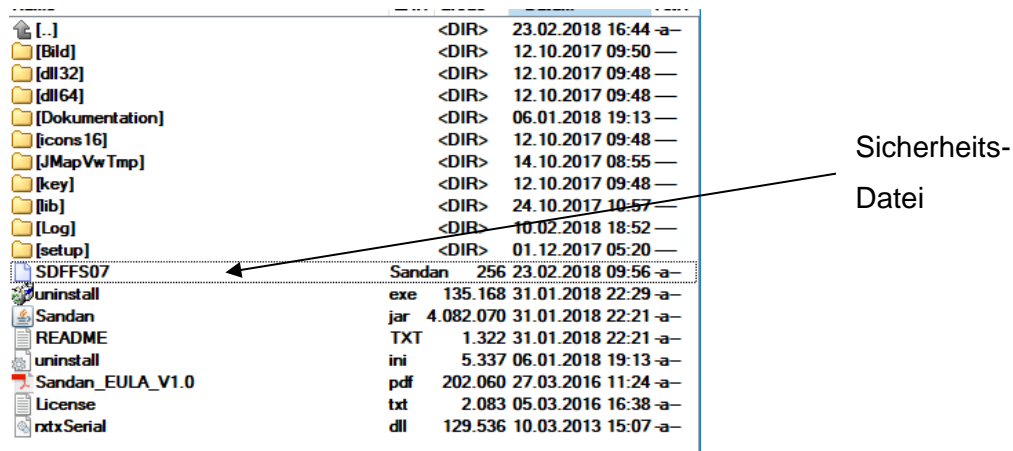 [..] <DIR> 23.02.2018 16:44 -a--
[Bild] <DIR> 12.10.2017 09:50 ----
[dll32] <DIR> 12.10.2017 09:48 ----
[dll64] <DIR> 12.10.2017 09:48 ----
[Dokumentation] <DIR> 06.01.2018 19:13 ----
[icons16] <DIR> 12.10.2017 09:48 ----
[JMapVwTmp] <DIR> 14.10.2017 08:55 ----
[key] <DIR> 12.10.2017 09:48 ----
[lib] <DIR> 24.10.2017 10:57 ----
[Log] <DIR> 10.02.2018 18:52 ----
[setup] <DIR> 01.12.2017 05:20 ----
SDFFS07 Sandan 256 23.02.2018 09:56 -a--
uninstall exe 135.168 31.01.2018 22:29 -a--
Sandan jar 4.082.070 31.01.2018 22:21 -a--
README TXT 1.322 31.01.2018 22:21 -a--
uninstall ini 5.337 06.01.2018 19:13 -a--
Sandan_EULA_V1.0 pdf 202.060 27.03.2016 11:24 -a--
License txt 2.083 05.03.2016 16:38 -a--
rxtxSerial dll 129.536 10.03.2013 15:07 -a--
Sicherheits-
Datei